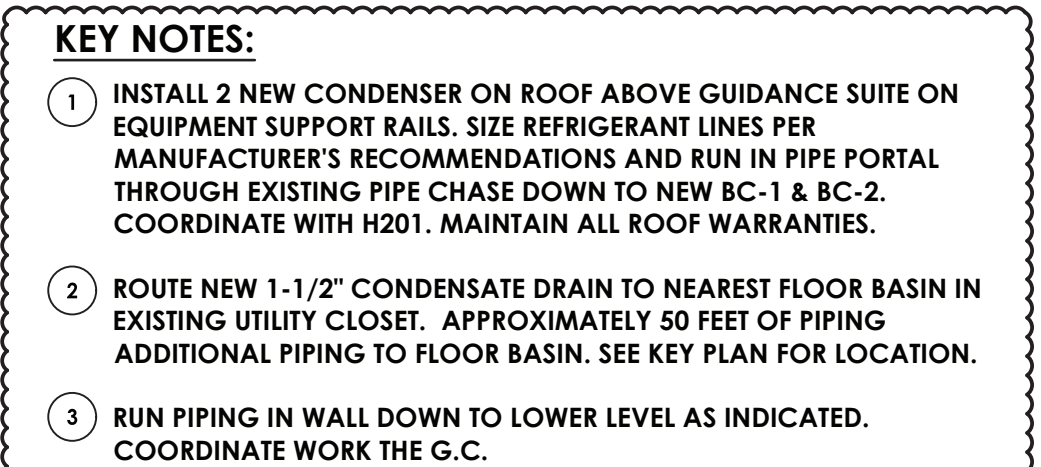 KEY NOTES:
1 INSTALL 2 NEW CONDENSER ON ROOF ABOVE GUIDANCE SUITE ON
EQUIPMENT SUPPORT RAILS. SIZE REFRIGERANT LINES PER
MANUFACTURER'S RECOMMENDATIONS AND RUN IN PIPE PORTAL
THROUGH EXISTING PIPE CHASE DOWN TO NEW BC-1 & BC-2.
COORDINATE WITH H201. MAINTAIN ALL ROOF WARRANTIES.
2 ROUTE NEW 1-1/2" CONDENSATE DRAIN TO NEAREST FLOOR BASIN IN
EXISTING UTILITY CLOSET. APPROXIMATELY 50 FEET OF PIPING
ADDITIONAL PIPING TO FLOOR BASIN. SEE KEY PLAN FOR LOCATION.
3 RUN PIPING IN WALL DOWN TO LOWER LEVEL AS INDICATED.
COORDINATE WORK THE G.C.